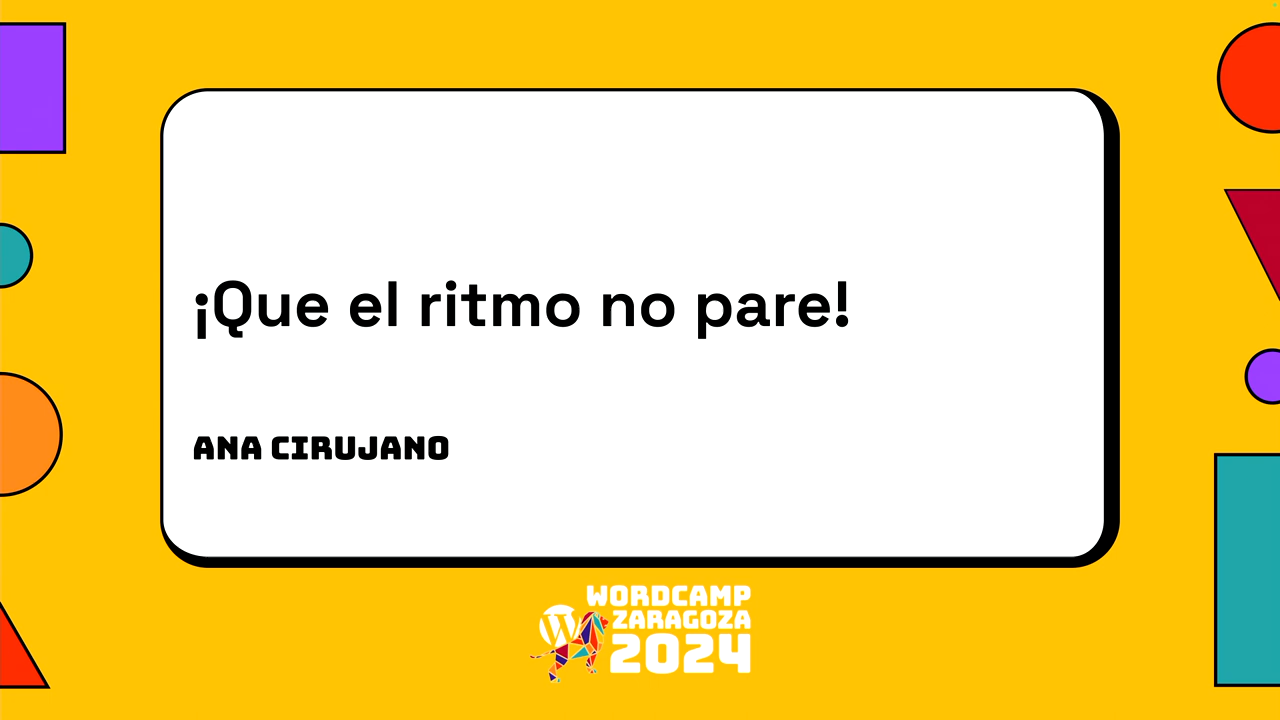 ¡Que el ritmo no pare!
ANA CIRUJANO
WORDCAMP
ZARAGOZA
2024